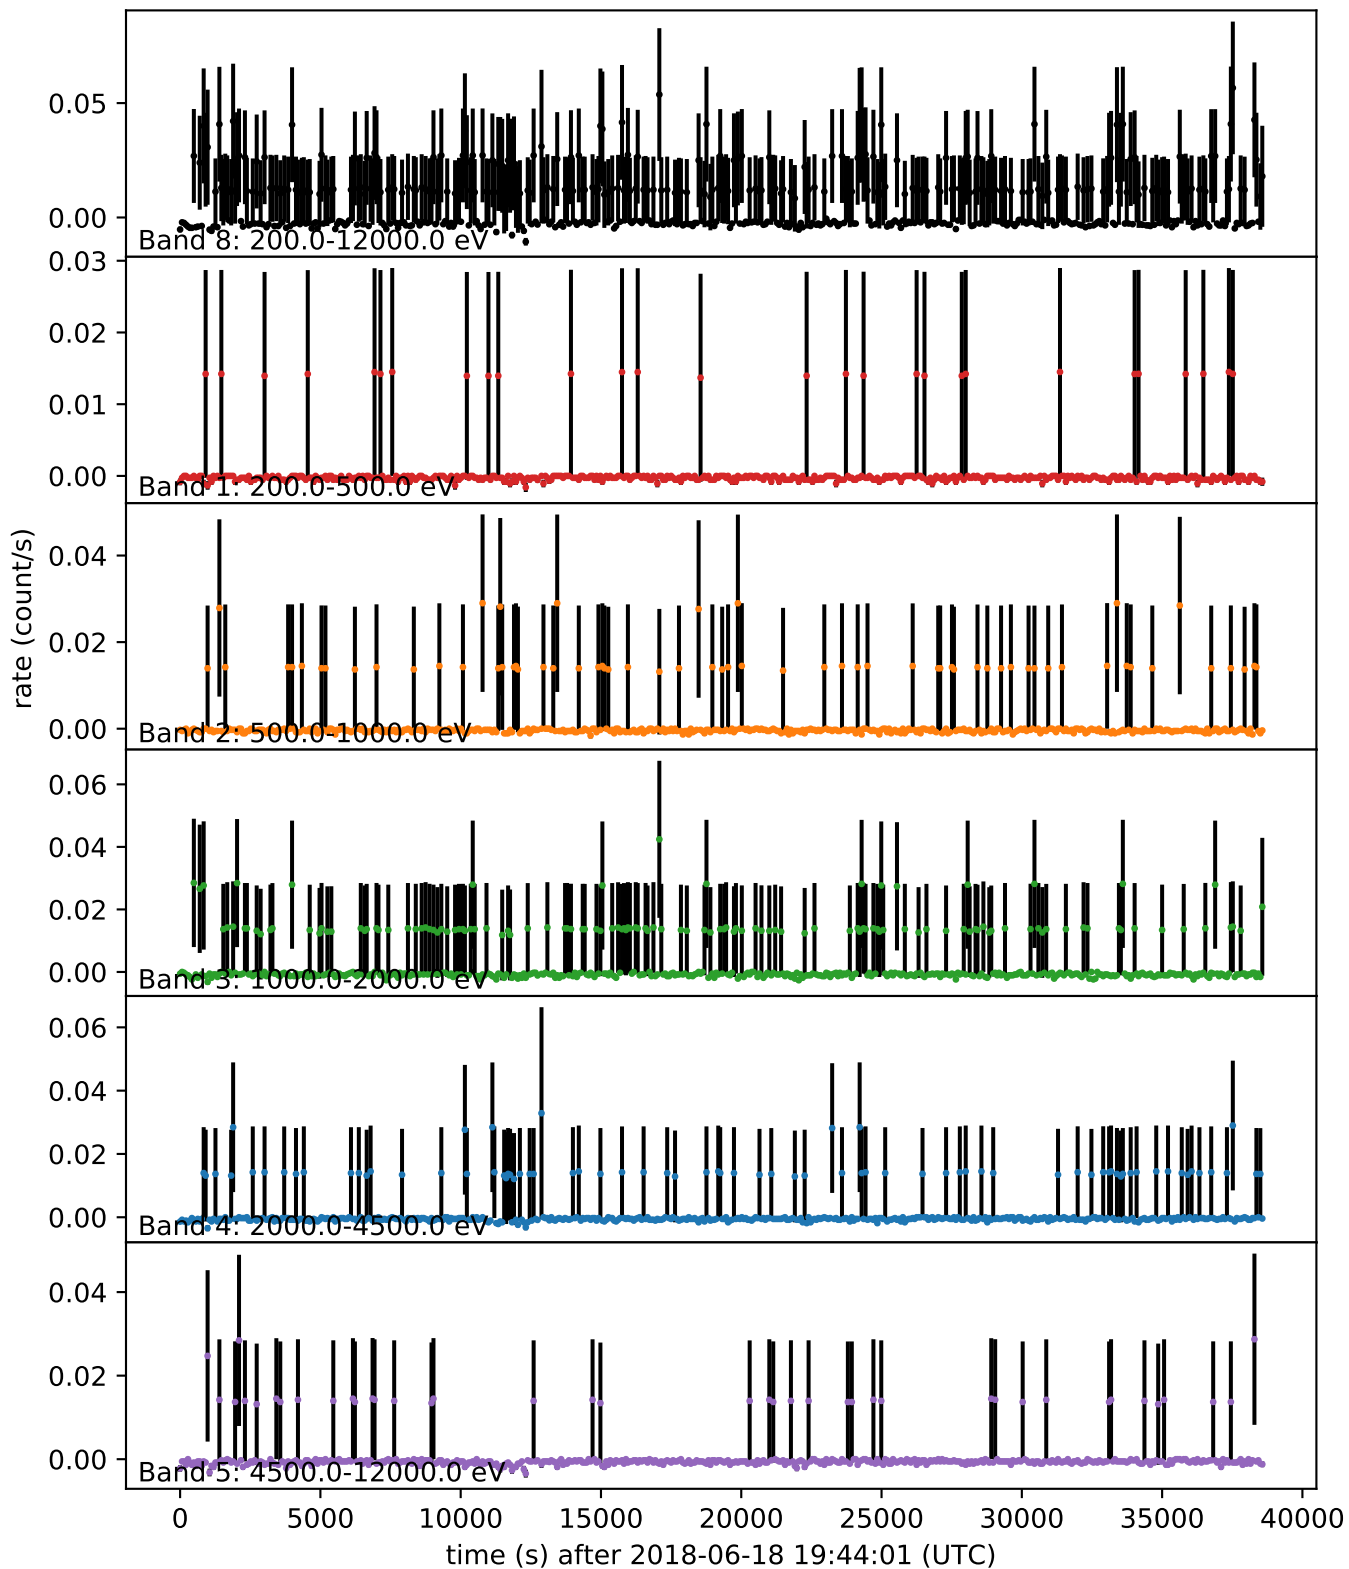 0.05
0.00
Band 8: 200.0-12000.0 eV
0.03
0.02
0.01
0.00
Band 1: 200.0-500.0 eV
rate (count/s)
0.04
0.02
0.00
Band 2: 500.0-1000.0 eV
0.06
0.04
0.02
0.00
Band 3: 1000.0-2000.0 eV
0.06
0.04
0.02
0.00
Band 4: 2000.0-4500.0 eV
0.04
0.02
0.00
Band 5: 4500.0-12000.0 eV
0 5000 10000 15000 20000 25000 30000 35000 40000
time (s) after 2018-06-18 19:44:01 (UTC)